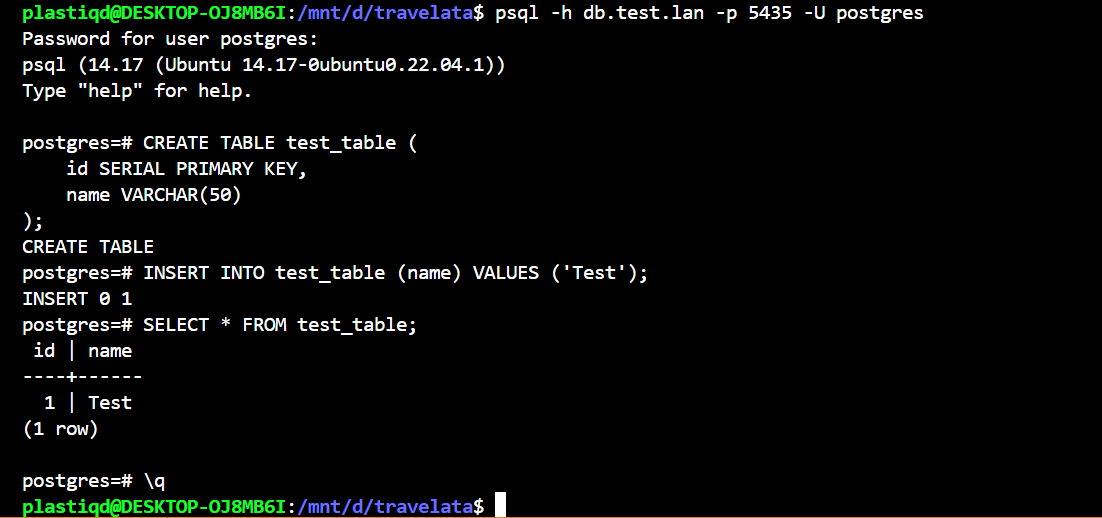 plastiqd@DESKTOP-OJ8MB6I:/mnt/d/travelata$ psql -h db.test.lan -p 5435 -U postgres
Password for user postgres:
psql (14.17 (Ubuntu 14.17-0ubuntu0.22.04.1))
Type "help" for help.

postgres=# CREATE TABLE test_table (
    id SERIAL PRIMARY KEY,
    name VARCHAR(50)
);
CREATE TABLE
postgres=# INSERT INTO test_table (name) VALUES ('Test');
INSERT 0 1
postgres=# SELECT * FROM test_table;
 id | name
----+------
  1 | Test
(1 row)

postgres=# \q
plastiqd@DESKTOP-OJ8MB6I:/mnt/d/travelata$